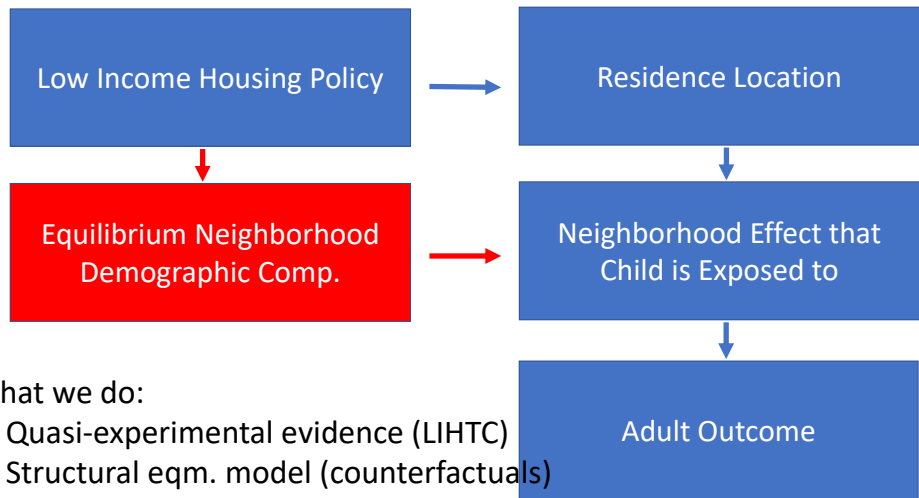 Low Income Housing Policy
Residence Location
Equilibrium Neighborhood
Demographic Comp.
Neighborhood Effect that
Child is Exposed to
hat we do:
Quasi-experimental evidence (LIHTC)
Structural eqm. model (counterfactuals)
Adult Outcome